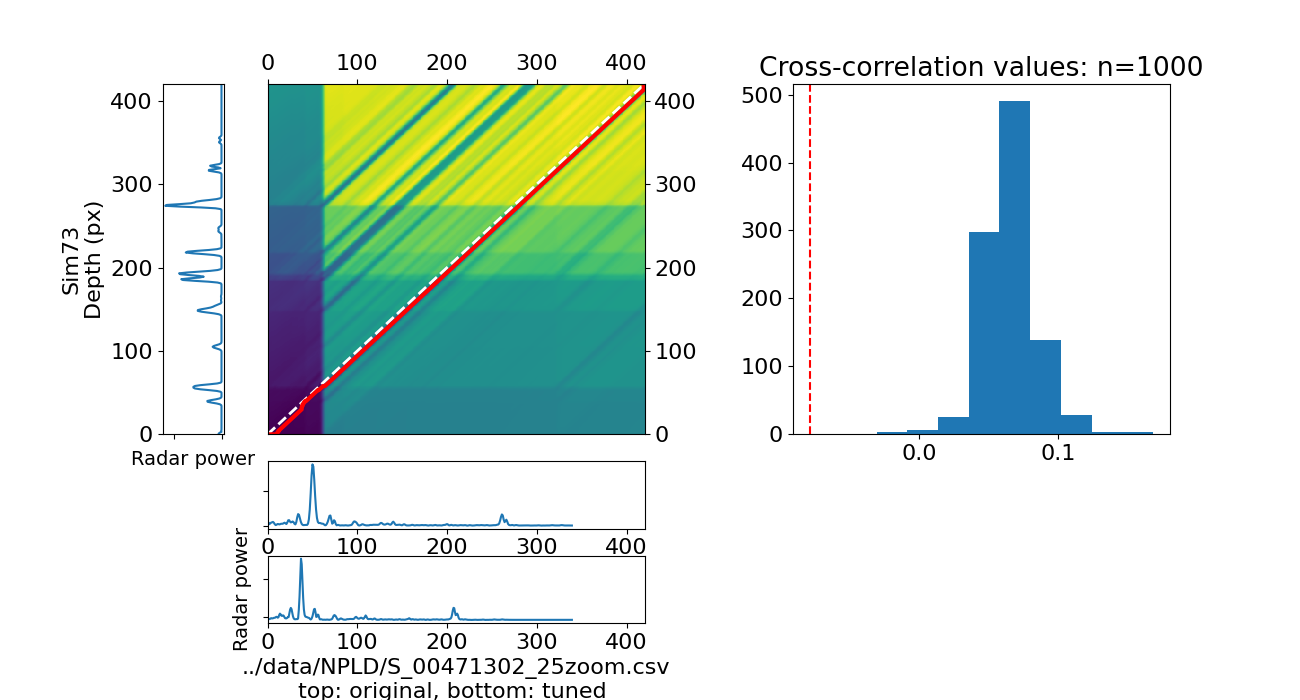 0 100 200 300 400
Cross-correlation values: n=1000
400
300
200
100
0
Sim73
Depth (px)
Radar power
400
300
200
100
0
500
400
300
200
100
0
0.0 0.1
0 100 200 300 400
Radar power
0 100 200 300 400
../data/NPLD/S_00471302_25zoom.csv
top: original, bottom: tuned